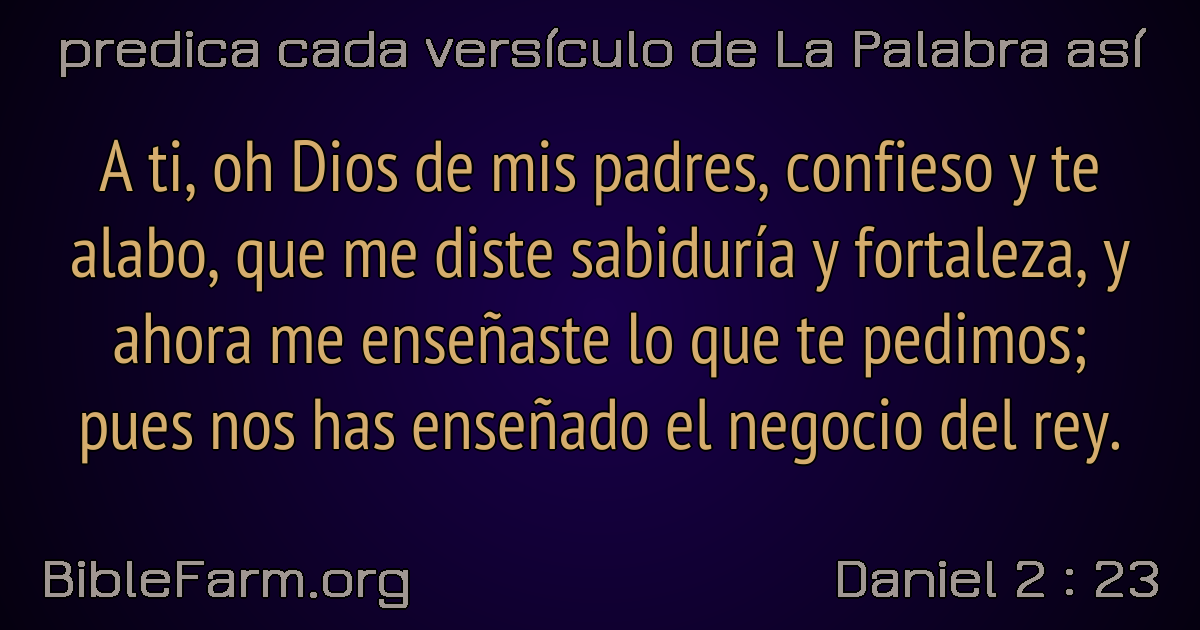 predica cada versículo de La Palabra así
A ti, oh Dios de mis padres, confieso y te
alabo, que me diste sabiduría y fortaleza, y
ahora me enseñaste lo que te pedimos;
pues nos has enseñado el negocio del rey.
BibleFarm.org
Daniel 2 : 23